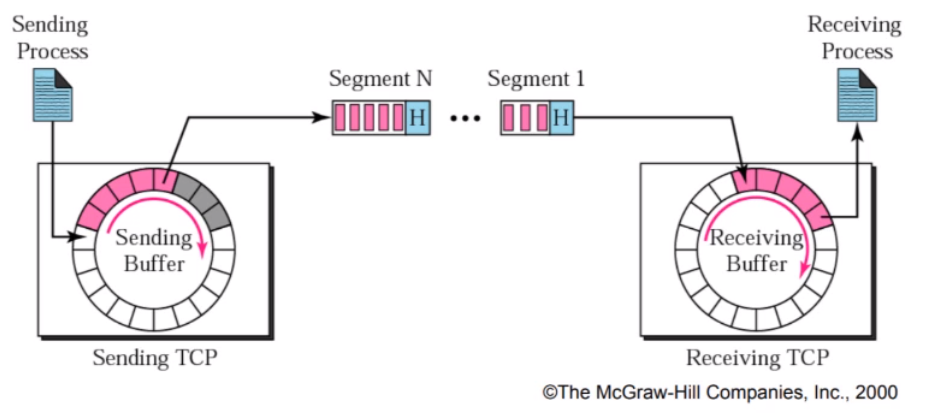 Sending
Process
Receiving
Process
Segment N
Segment 1
H
•••
H
Sending
Buffer
Receiving
Buffer
Sending TCP
Receiving TCP
©The McGraw-Hill Companies, Inc., 2000